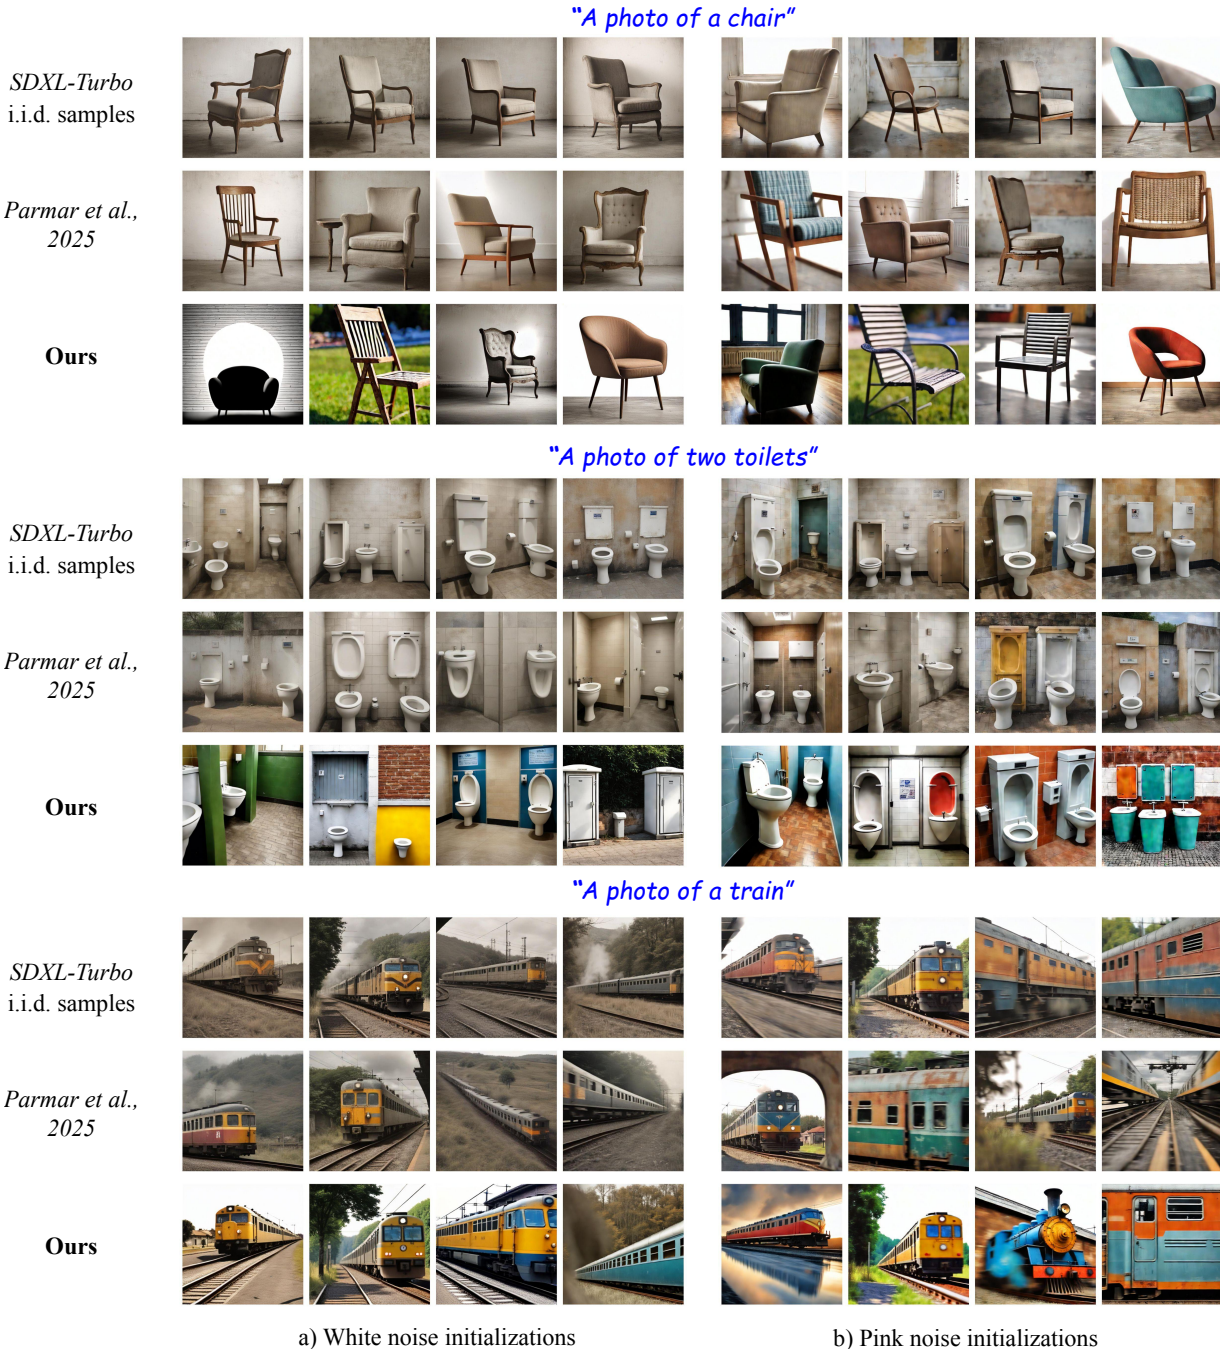 “A photo of a chair”
SDXL-Turbo
i.i.d. samples
Parmar et al.,
2025
Ours
“A photo of two toilets”
SDXL-Turbo
i.i.d. samples
Parmar et al.,
2025
Ours
“A photo of a train”
SDXL-Turbo
i.i.d. samples
Parmar et al.,
2025
Ours
a) White noise initializations
b) Pink noise initializations